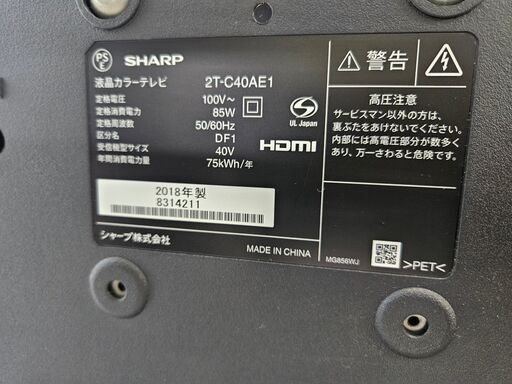 PS
E
SHARP
液晶カラーテレビ 2T-C40AE1
定格電圧 100V~
定格消費電力 85W
定格周波数 50/60Hz
区分名 DF1
受信機型サイズ 40V
年間消費電力量 75kWh/年
UL Japan
HDMI
2018年製
8314211
シャープ株式会社
MADE IN CHINA
警告
高圧注意
サービスマン以外の方は、
裏ぶたをあけないでください。
内部には高電圧部分が数多く
あり、万一さわると危険です。
MG856WJ
>PET<